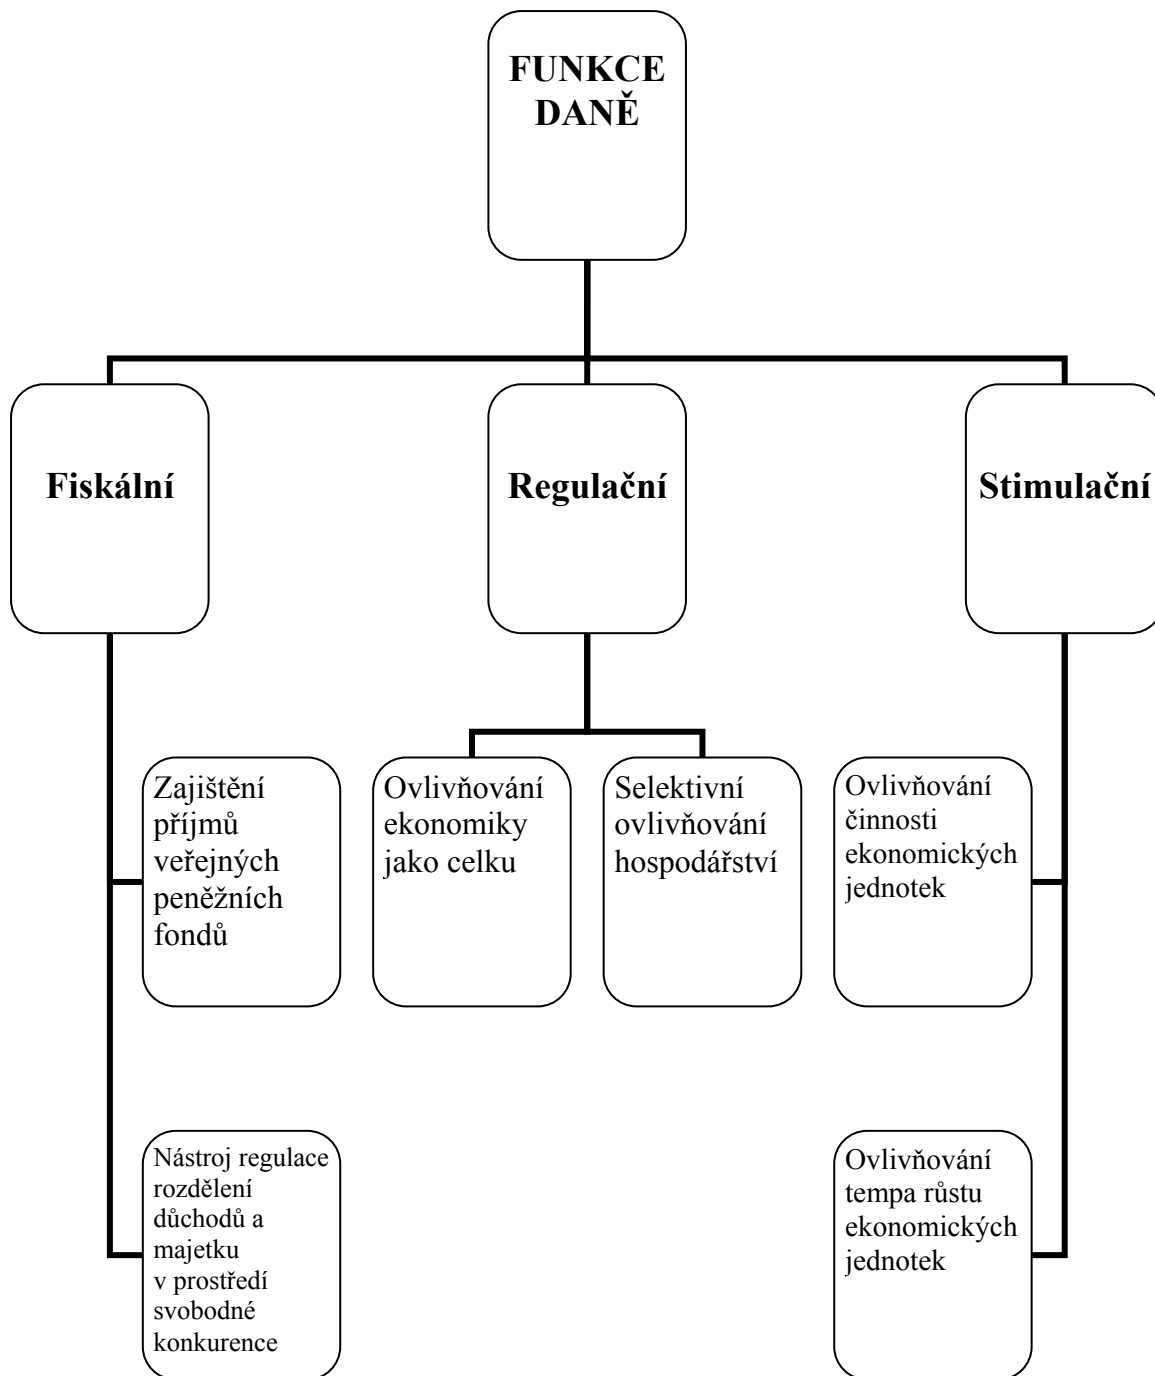 FUNKCE
DANĚ
Fiskální
Regulační
Stimulační
Zajištění
příjmů
veřejných
peněžních
fondů
Ovlivňování
ekonomiky
jako celku
Selektivní
ovlivňování
hospodářství
Ovlivňování
činnosti
ekonomických
jednotek
Nástroj regulace
rozdělení
důchodů a
majetku
v prostředí
svobodné
konkurence
Ovlivňování
tempa růstu
ekonomických
jednotek